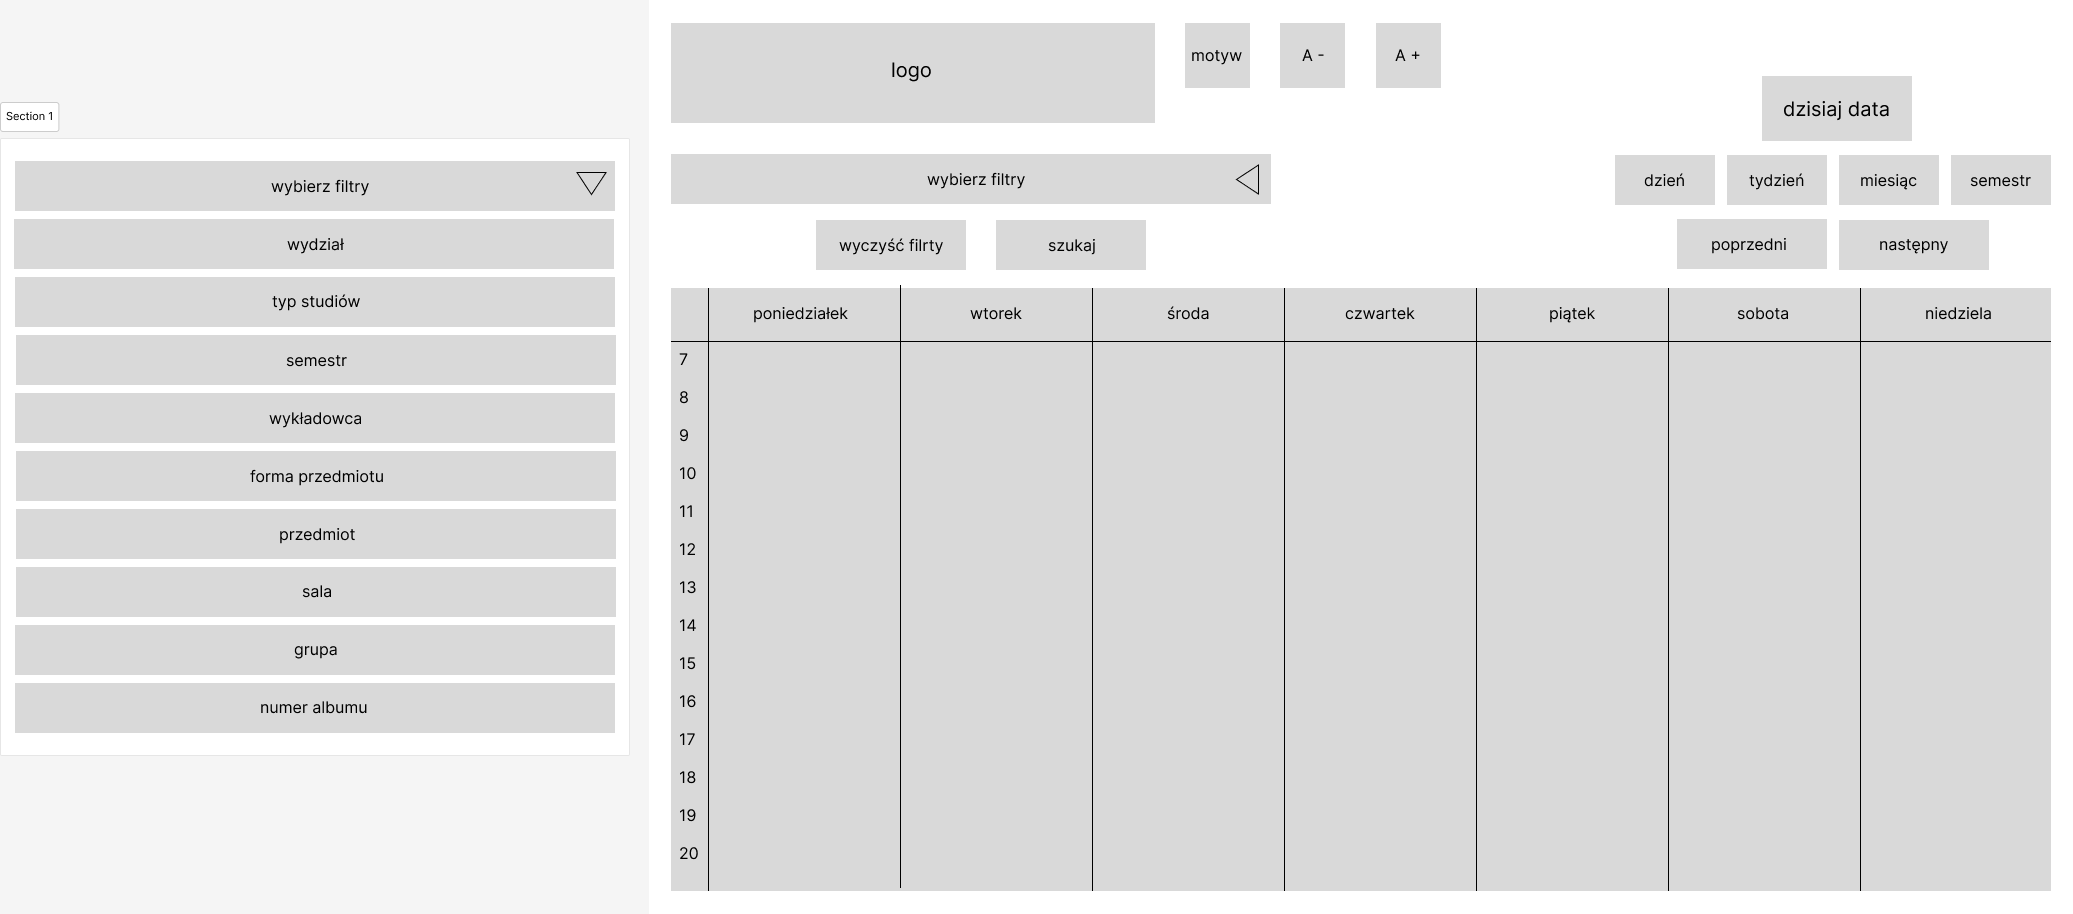 Section 1
wybierz filtry
wydział
typ studiów
semestr
wykładowca
forma przedmiotu
przedmiot
sala
grupa
numer albumu
logo
motyw
A -
A +
dzisiaj data
wybierz filtry
dzień
tydzień
miesiąc
semestr
wyczyść filrty
szukaj
poprzedni
następny
poniedziałek
wtorek
środa
czwartek
piątek
sobota
niedziela
7
8
9
10
11
12
13
14
15
16
17
18
19
20